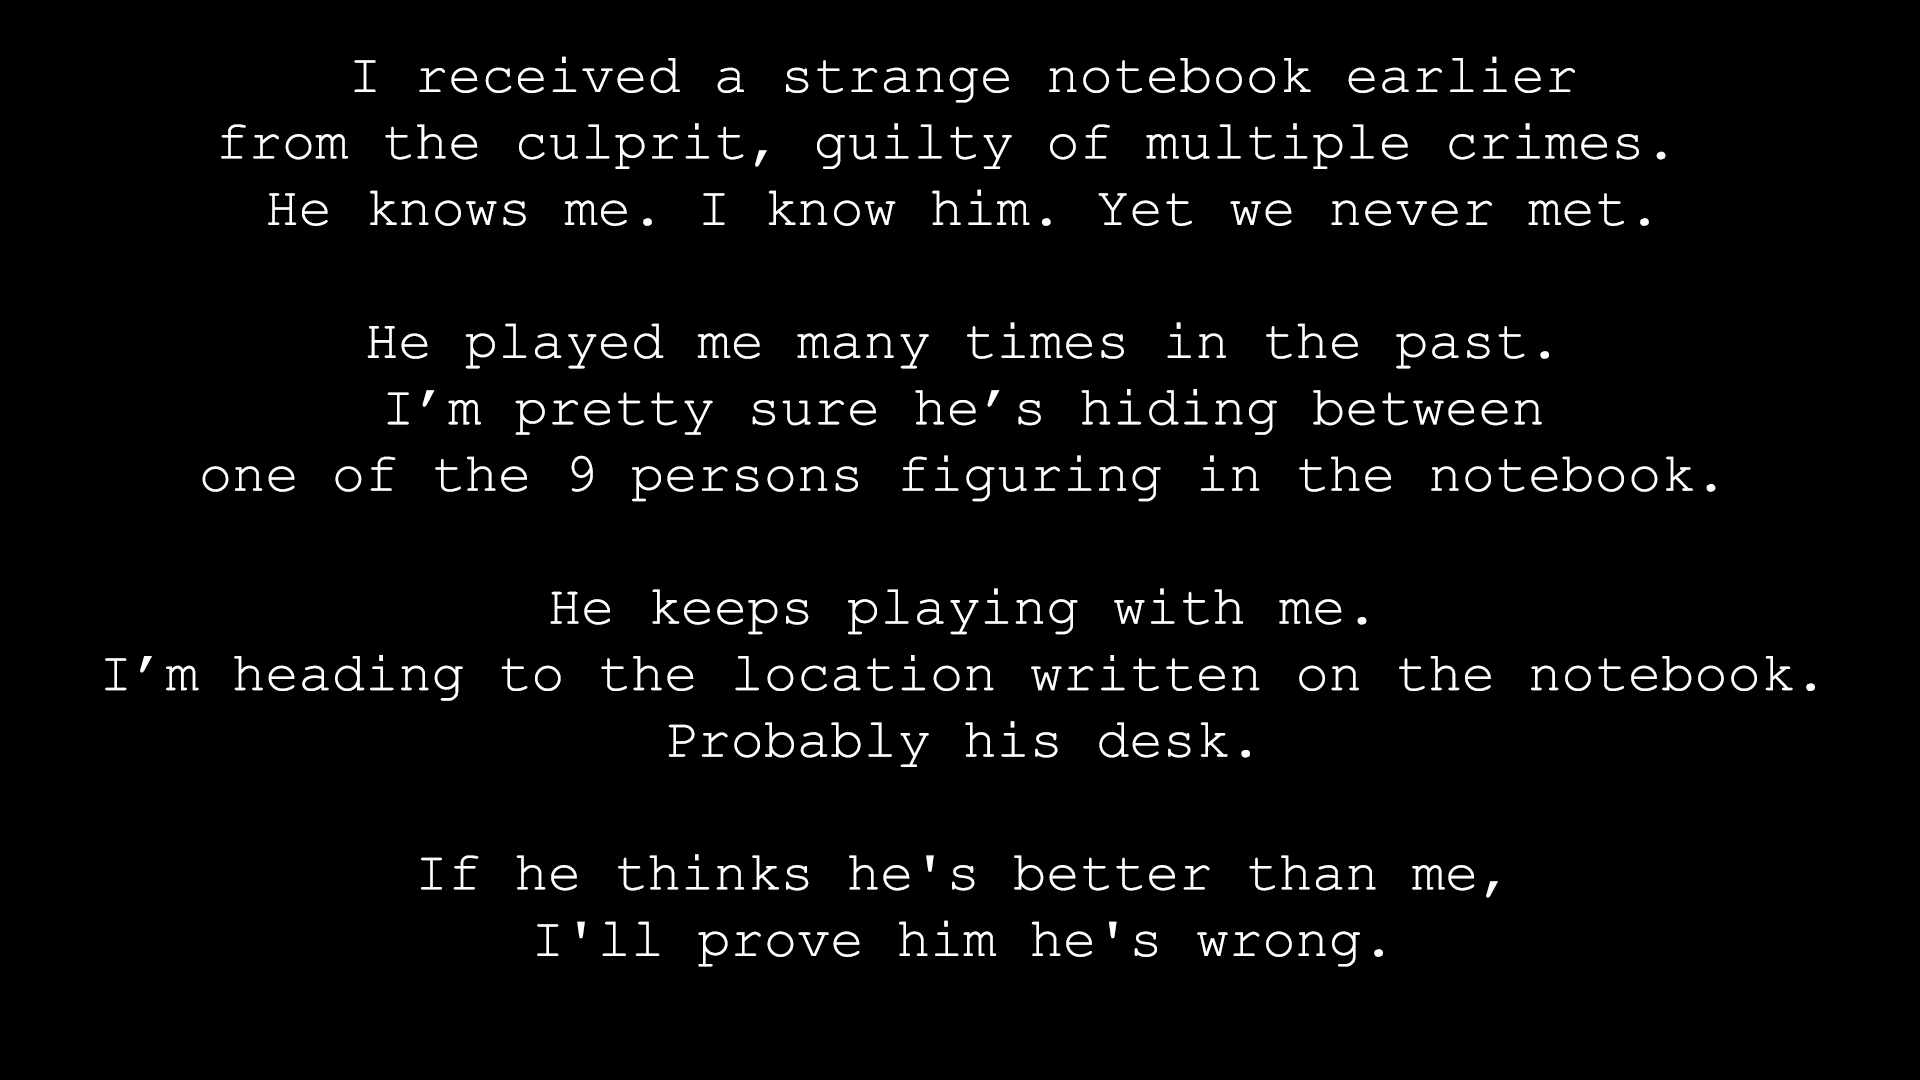 I received a strange notebook earlier
from the culprit, guilty of multiple crimes.
He knows me. I know him. Yet we never met.
He played me many times in the past.
I’m pretty sure he’s hiding between
one of the 9 persons figuring in the notebook.
He keeps playing with me.
I’m heading to the location written on the notebook.
Probably his desk.
If he thinks he's better than me,
I'll prove him he's wrong.